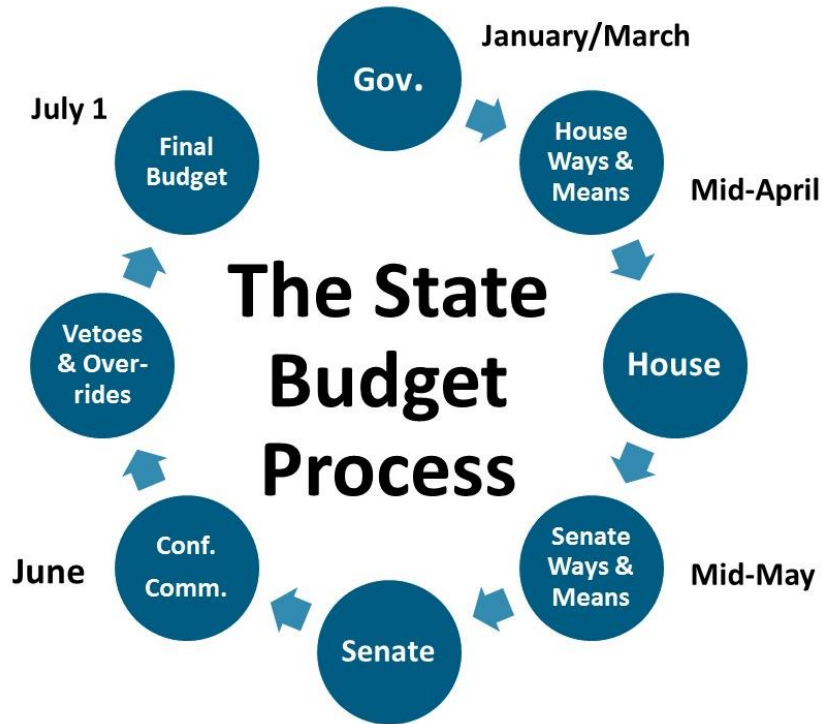 January/March
Gov.
House
Ways &
Means
Mid-April
House
Senate
Ways &
Means
Mid-May
Senate
Conf.
Comm.
June
Vetoes
& Over-
rides
Final
Budget
July 1
The State
Budget
Process